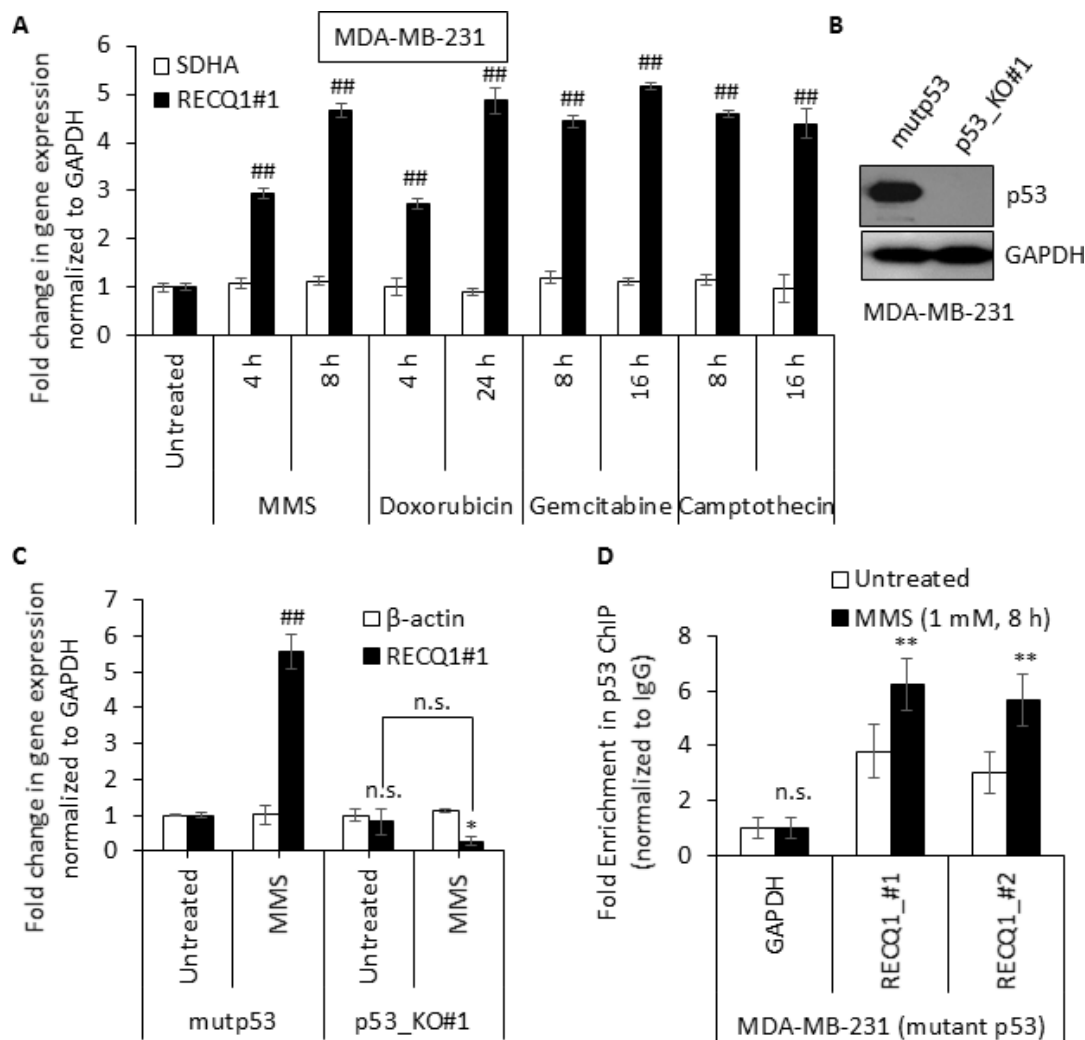 A
MDA-MB-231
Fold change in gene expression
normalized to GAPDH
6
5
4
3
2
1
0
SDHA
RECQ1#1
##
##
##
##
##
##
##
##
Untreated
4 h
8 h
4 h
24 h
8 h
16 h
8 h
16 h
MMS
Doxorubicin
Gemcitabine
Camptothecin
B
mutp53
p53_KO#1
p53
GAPDH
MDA-MB-231
C
Fold change in gene expression
normalized to GAPDH
7
6
5
4
3
2
1
0
β-actin
RECQ1#1
##
n.s.
n.s.
*
Untreated
MMS
Untreated
MMS
mutp53
p53_KO#1
D
Untreated
MMS (1 mM, 8 h)
Fold Enrichment in p53 ChIP
(normalized to IgG)
8
6
4
2
0
n.s.
**
**
GAPDH
RECQ1_#1
RECQ1_#2
MDA-MB-231 (mutant p53)